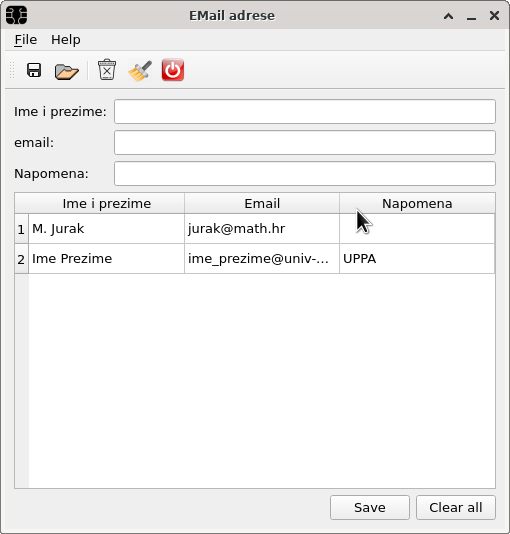 EMail adrese
File Help
Ime i prezime:
email:
Napomena:
Ime i prezime Email Napomena
1 M. Jurak jurak@math.hr
2 Ime Prezime ime_prezime@univ-... UPPA
Save Clear all